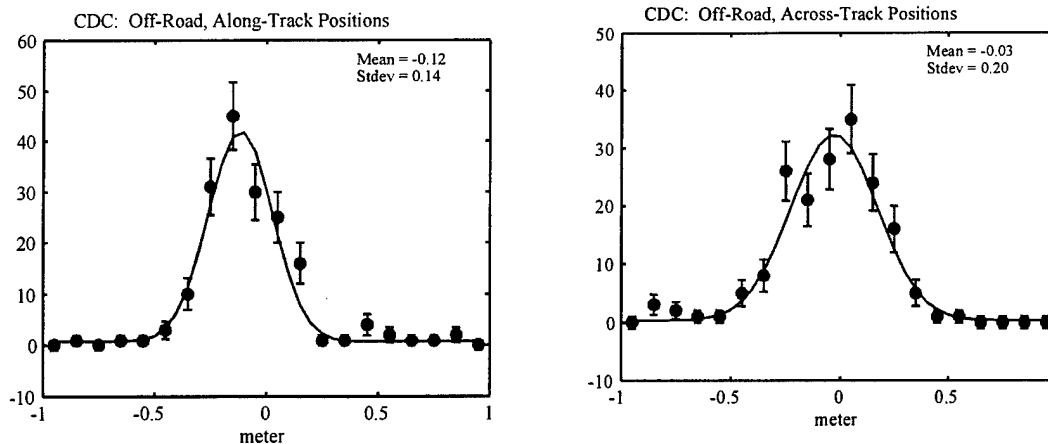 CDC: Off-Road, Along-Track Positions
60
50
40
30
20
10
0
-10
Mean = -0.12
Stdev = 0.14
-1 -0.5 0 0.5 1
meter
CDC: Off-Road, Across-Track Positions
50
40
30
20
10
0
-10
Mean = -0.03
Stdev = 0.20
-1 -0.5 0 0.5
meter